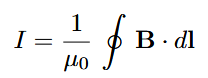 I = \frac{1}{\mu_0} \oint \mathbf{B} \cdot d\mathbf{l}